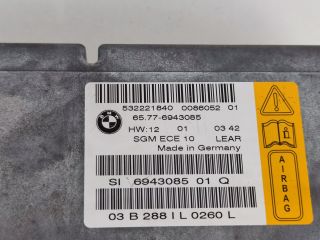 532221840 0086052 01
BMW
65.77-6943085
HW:12 01 03 42
SGM ECE 10 LEAR
Made in Germany
SI 6943085 01 Q
03 B 288 I L 0260 L
AIRBAG